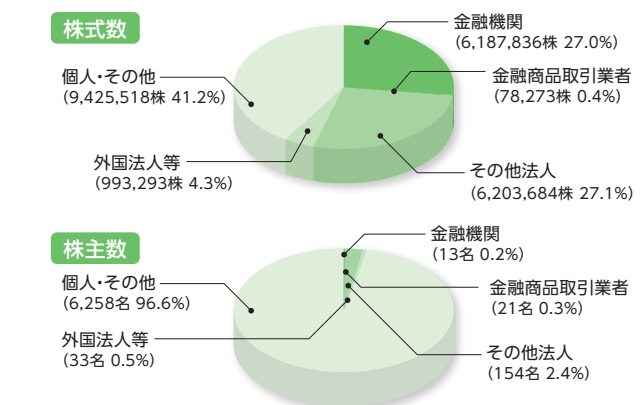 株式数
金融機関
（6,187,836株 27.0%）
金融商品取引業者
（78,273株 0.4%）
その他法人
（6,203,684株 27.1%）
外国法人等
（993,293株 4.3%）
個人・その他
（9,425,518株 41.2%）
株主数
金融機関
（13名 0.2%）
金融商品取引業者
（21名 0.3%）
その他法人
（154名 2.4%）
外国法人等
（33名 0.5%）
個人・その他
（6,258名 96.6%）